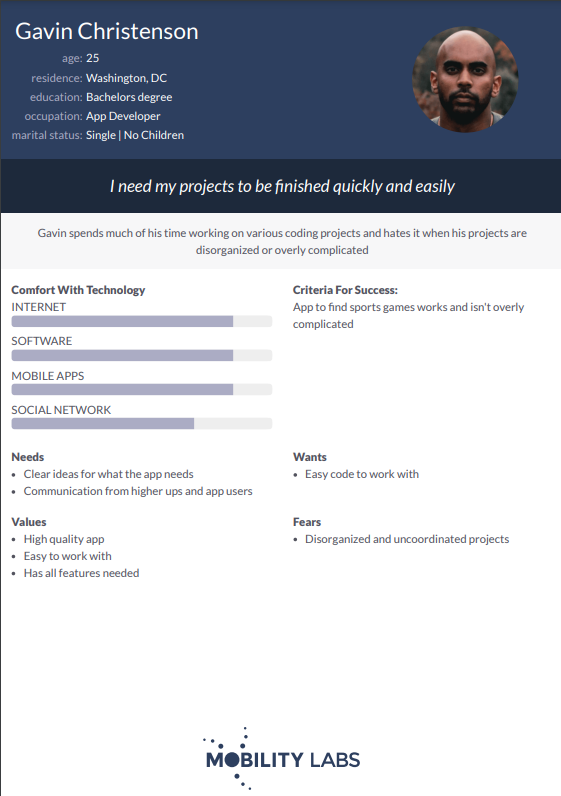 Gavin Christenson
age: 25
residence: Washington, DC
education: Bachelors degree
occupation: App Developer
marital status: Single | No Children
I need my projects to be finished quickly and easily
Gavin spends much of his time working on various coding projects and hates it when his projects are
disorganized or overly complicated
Comfort With Technology
INTERNET
SOFTWARE
MOBILE APPS
SOCIAL NETWORK
Criteria For Success:
App to find sports games works and isn't overly
complicated
Needs
• Clear ideas for what the app needs
• Communication from higher ups and app users
Wants
• Easy code to work with
Values
• High quality app
• Easy to work with
• Has all features needed
Fears
• Disorganized and uncoordinated projects
MOBILITY LABS